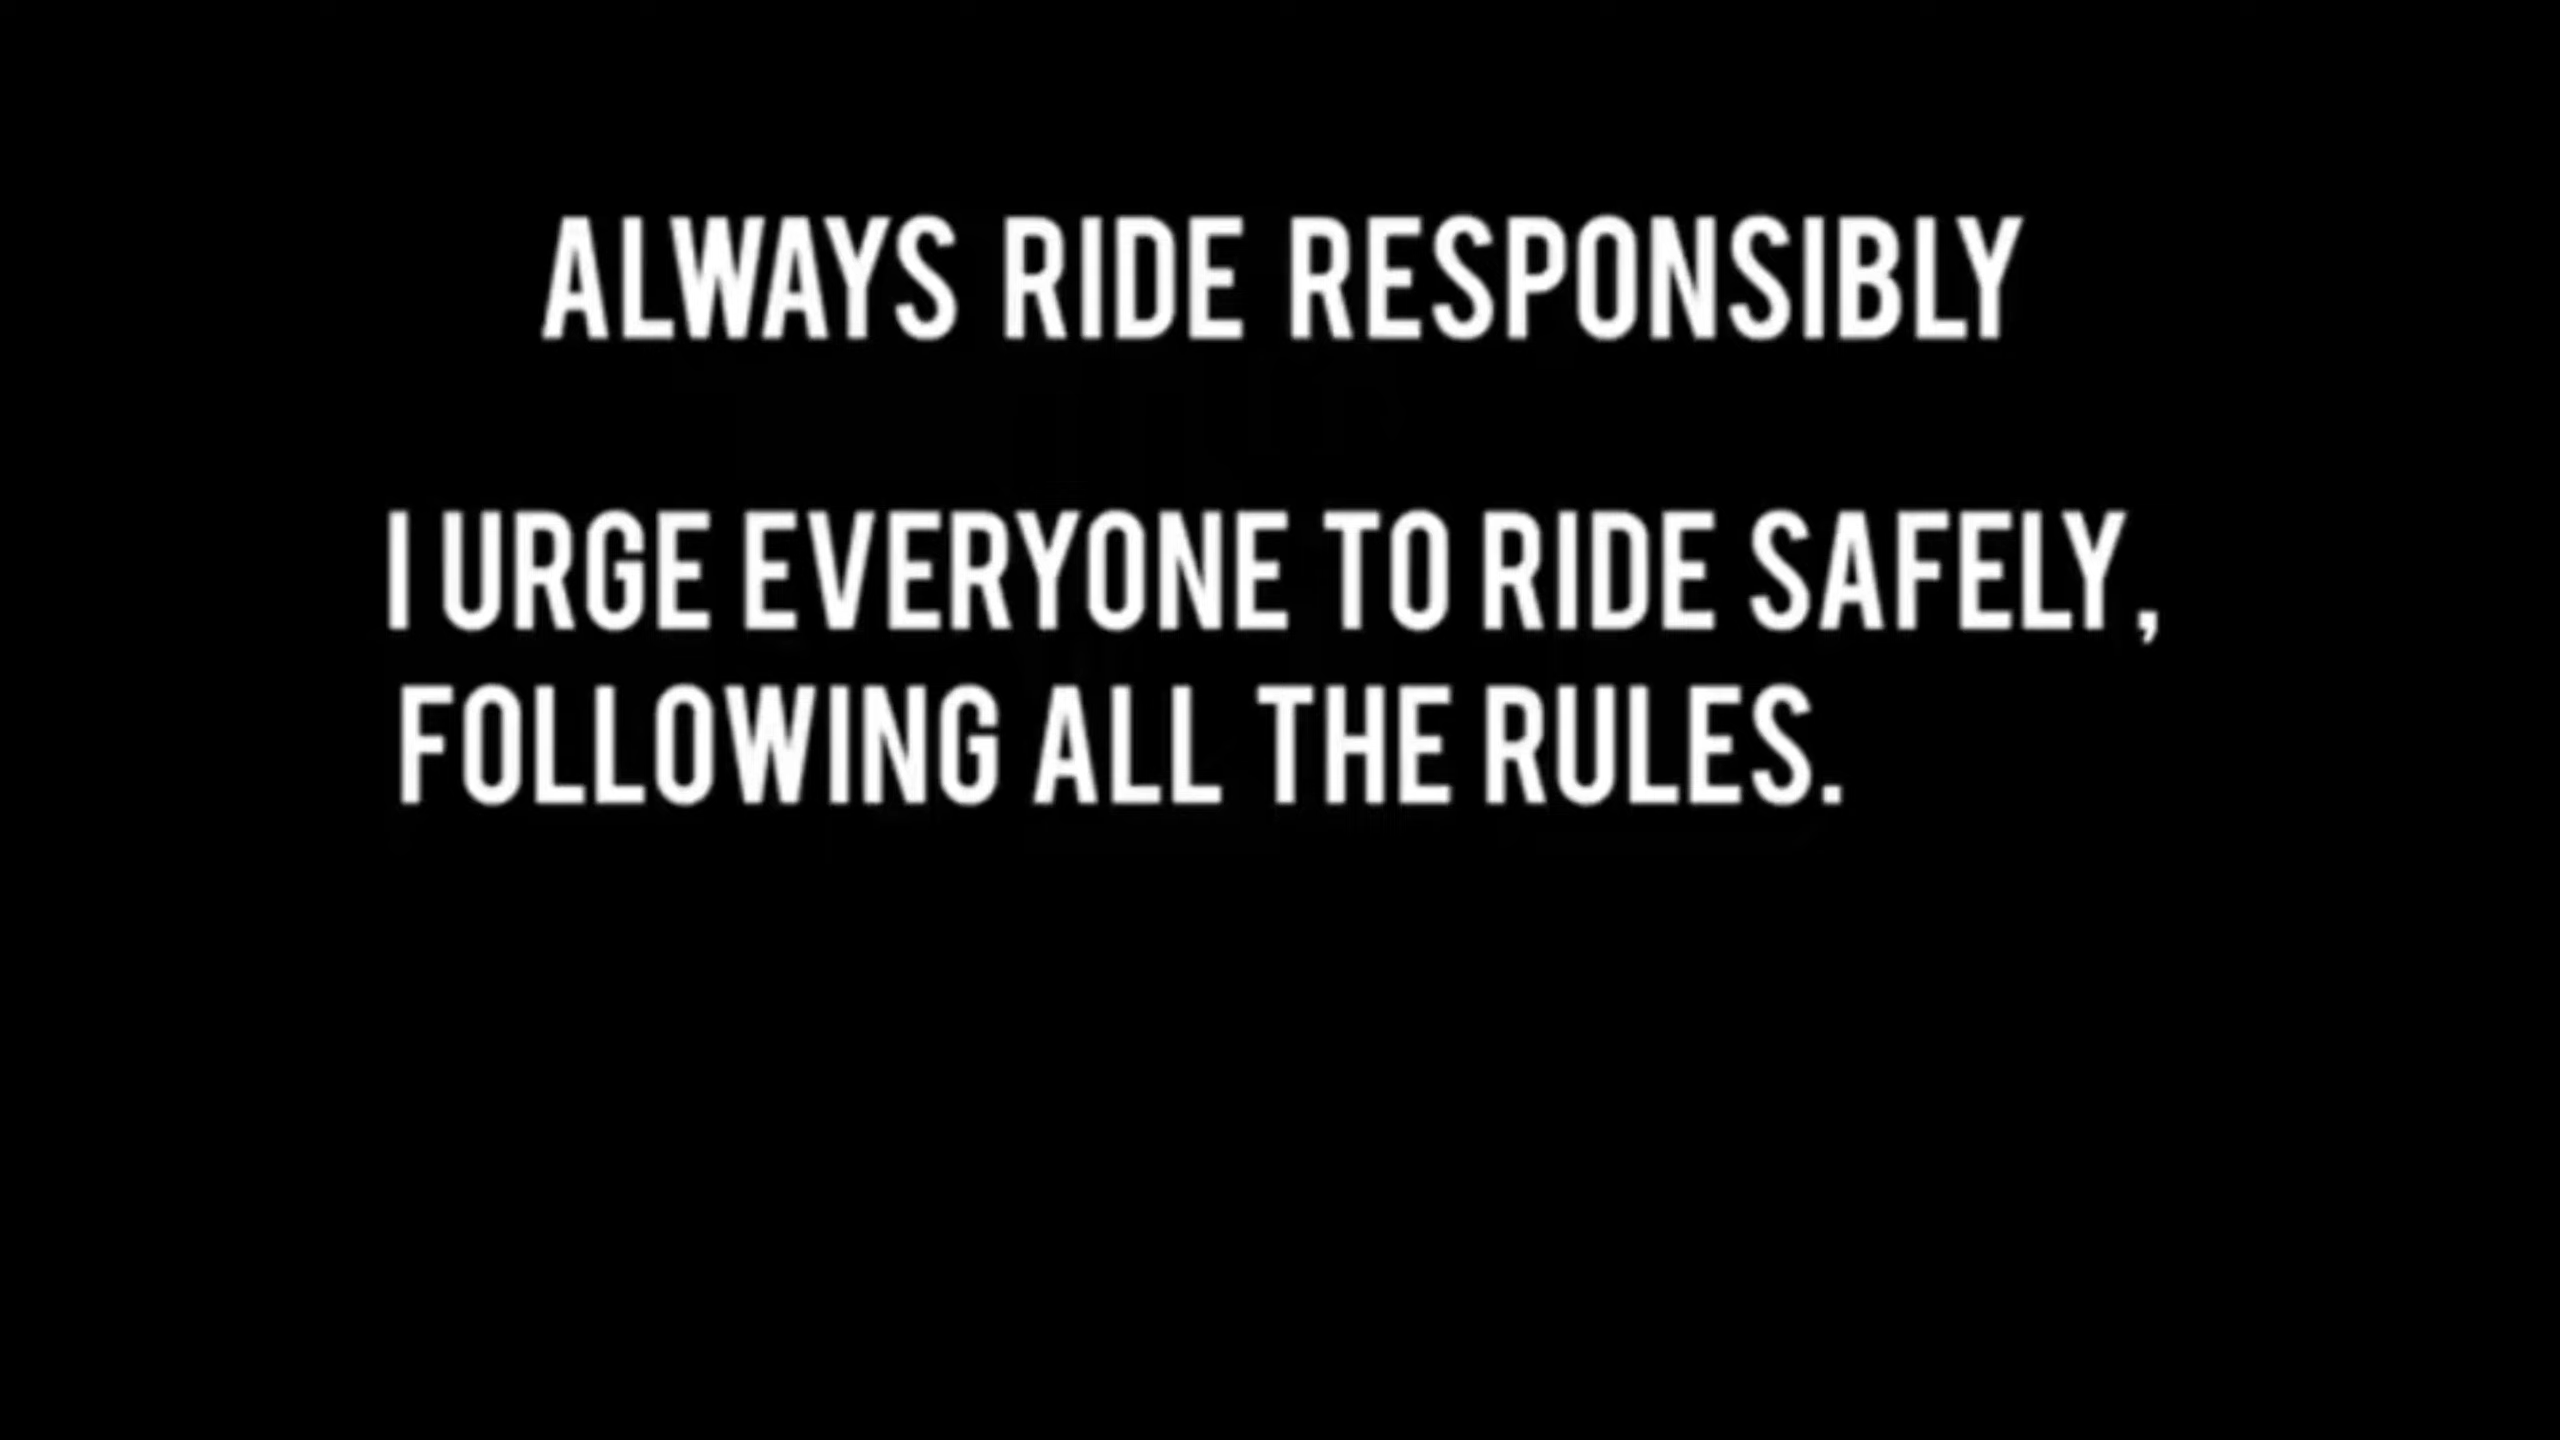 ALWAYS RIDE RESPONSIBLY
I URGE EVERYONE TO RIDE SAFELY,
FOLLOWING ALL THE RULES.